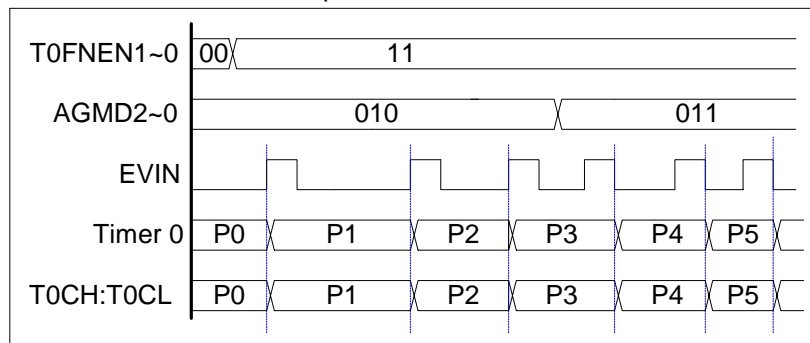 T0FNEN1~0 00 11
AGMD2~0 010 011
EVIN
Timer 0 P0 P1 P2 P3 P4 P5
T0CH:T0CL P0 P1 P2 P3 P4 P5